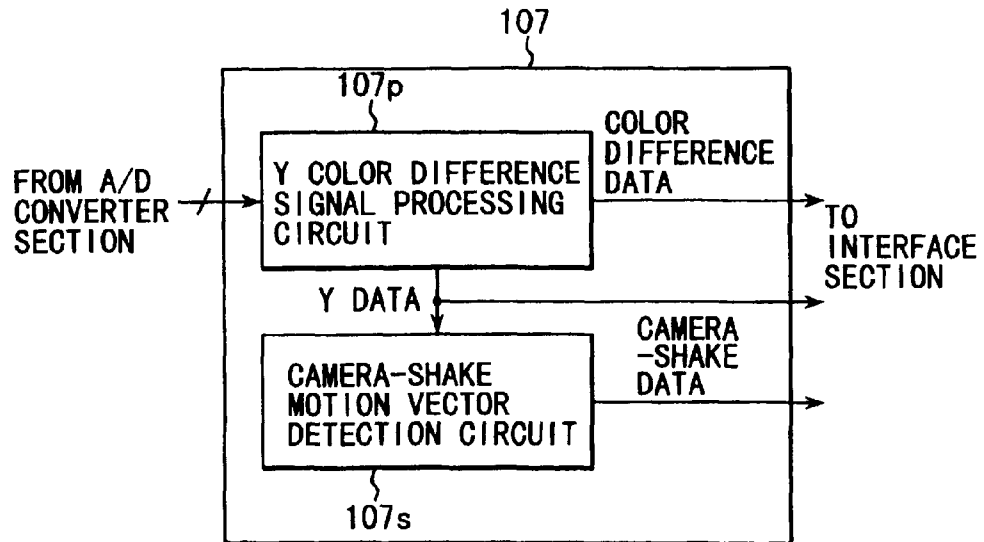 107
107p
FROM A/D
CONVERTER
SECTION
Y COLOR DIFFERENCE
SIGNAL PROCESSING
CIRCUIT
COLOR
DIFFERENCE
DATA
TO
INTERFACE
SECTION
Y DATA
CAMERA-SHAKE
MOTION VECTOR
DETECTION CIRCUIT
CAMERA
-SHAKE
DATA
107s